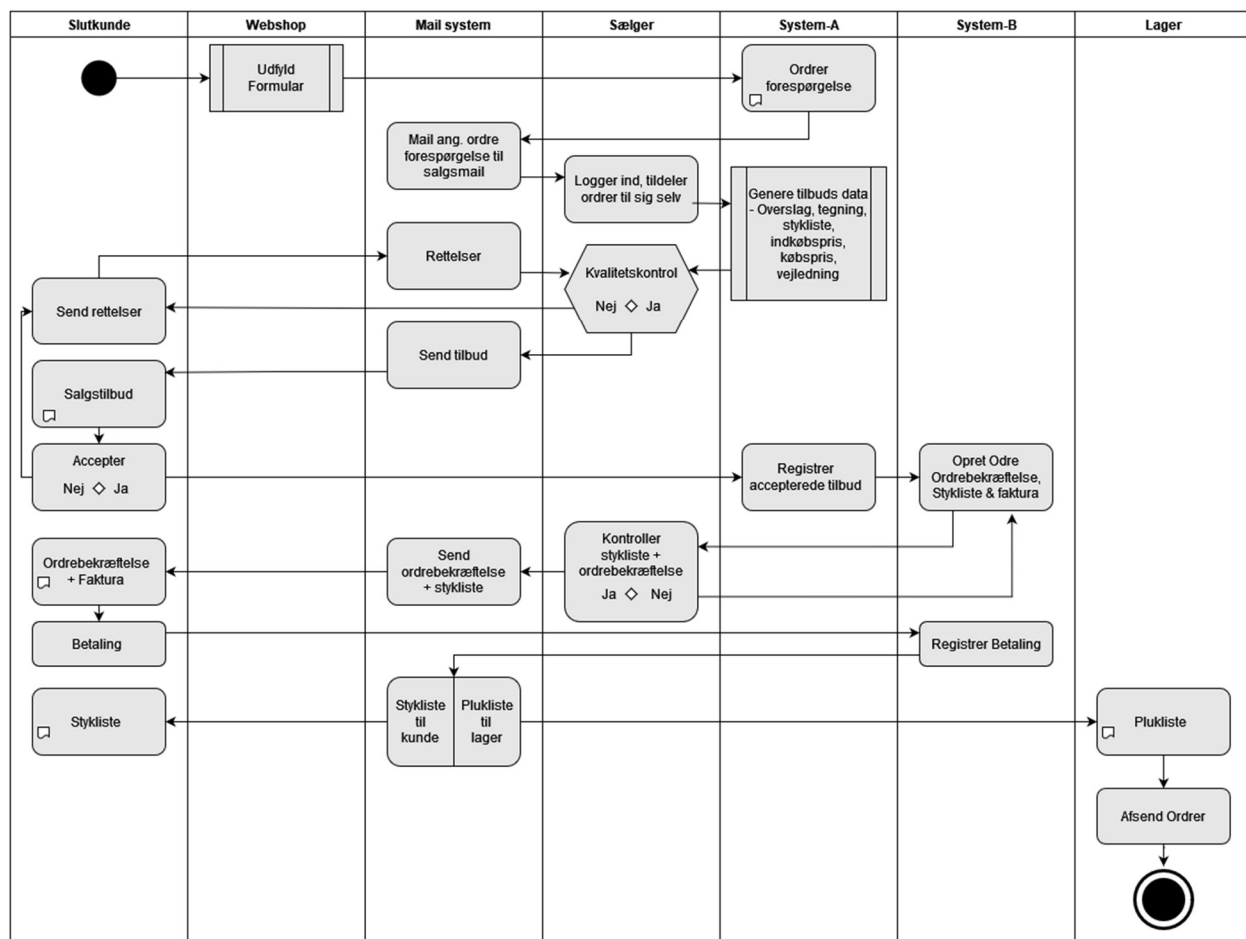 Slutkunde
Webshop
Mail system
Sælger
System-A
System-B
Lager
Udfyld
Formular
Ordrer
forespørgelse
Mail ang. ordre
forespørgelse til
salgsmail
Logger ind, tildeler
ordrer til sig selv
Genere tilbuds data
- Overslag, tegning,
stykliste,
indkøbspris,
købspris,
vejledning
Rettelser
Kvalitetskontrol
Nej Ja
Send rettelser
Send tilbud
Salgstilbud
Accepter
Nej Ja
Registrer
accepterede tilbud
Opret Odre
Ordrebekræftelse,
Stykliste & faktura
Kontroller
stykliste +
ordrebekræftelse
Ja Nej
Send
ordrebekræftelse
+ stykliste
Ordrebekræftelse
+ Faktura
Betaling
Registrer Betaling
Stykliste
til
kunde
Plukliste
til
lager
Stykliste
Plukliste
Afsend Ordrer